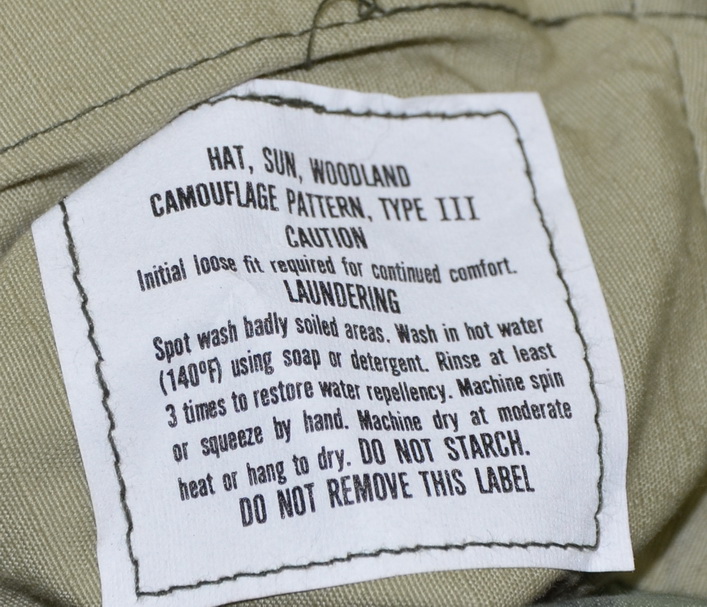 HAT, SUN, WOODLAND
CAMOUFLAGE PATTERN, TYPE III
CAUTION
Initial loose fit required for continued comfort.
LAUNDERING
Spot wash badly soiled areas. Wash in hot water
(140ºF) using soap or detergent. Rinse at least
3 times to restore water repellency. Machine spin
or squeeze by hand. Machine dry at moderate
heat or hang to dry. DO NOT STARCH.
DO NOT REMOVE THIS LABEL